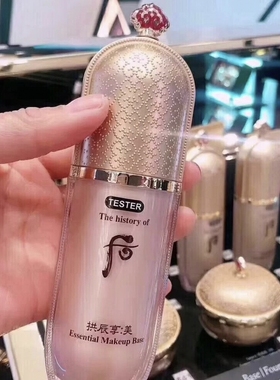 TESTER
The history of
后
拱辰享:美
Essential Makeup Base
Base | Foun